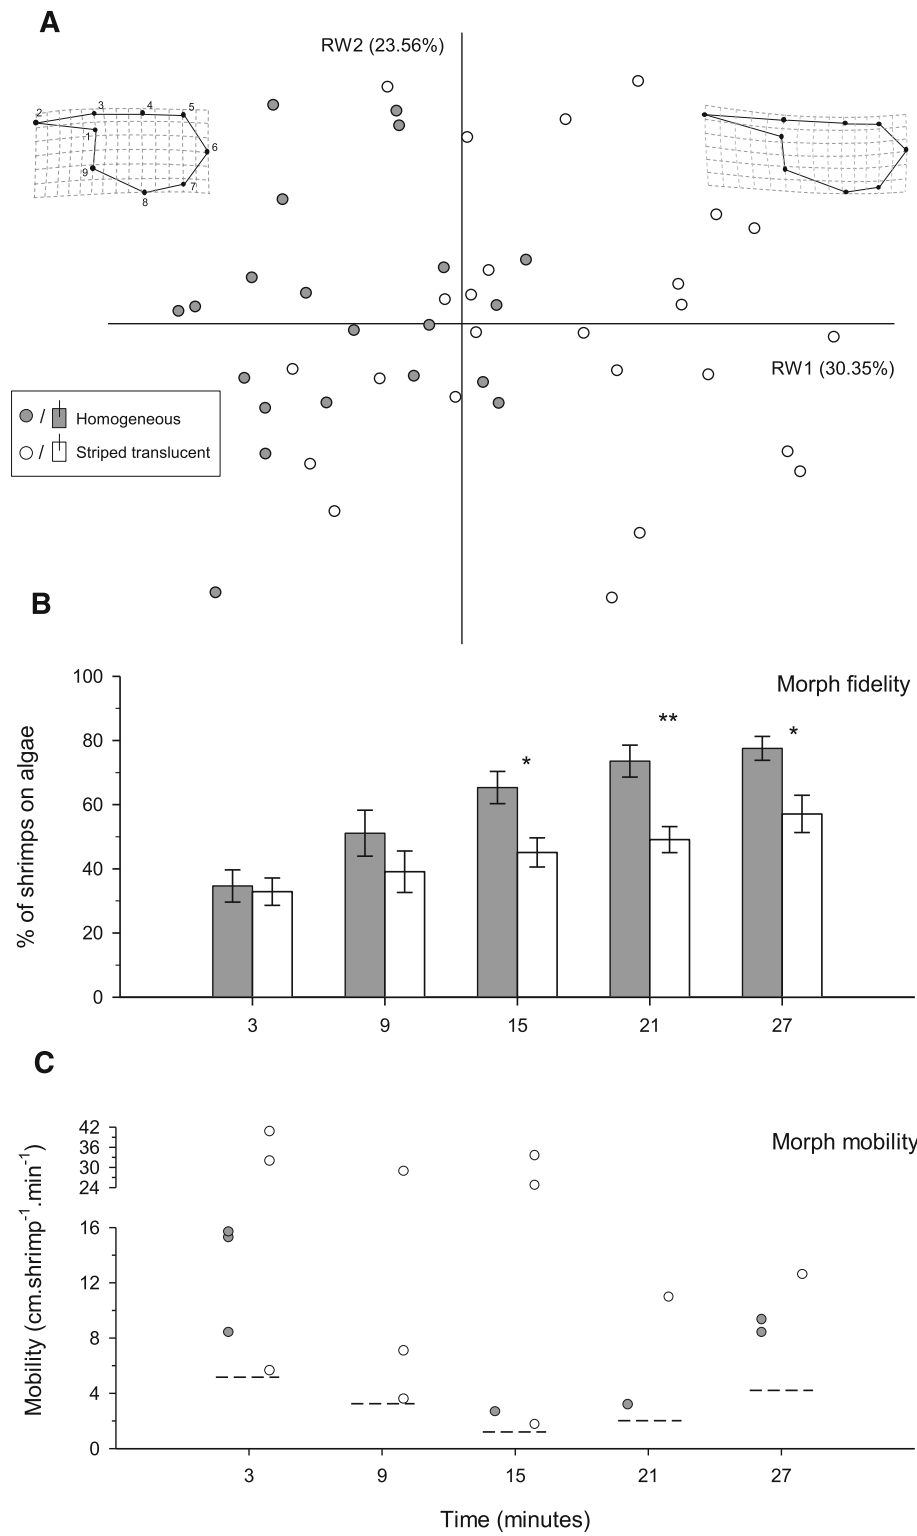 A
RW2 (23.56%)
1
2
3
4
5
6
7
8
9
RW1 (30.35%)
/ Homogeneous
/ Striped translucent
B
Morph fidelity
% of shrimps on algae
100
80
60
40
20
0
*
**
*
3 9 15 21 27
C
Morph mobility
Mobility (cm.shrimp⁻¹.min⁻¹)
42
36
30
24
16
12
8
4
0
3 9 15 21 27
Time (minutes)